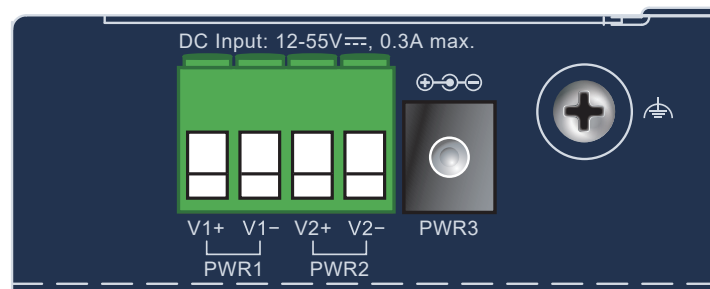 DC Input: 12-55V⎓, 0.3A max.
V1+ V1− V2+ V2− PWR3
PWR1 PWR2